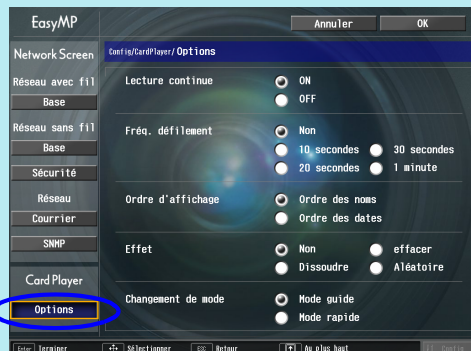 EasyMP
Annuler OK
Network Screen
Config/CardPlayer/Options
Réseau avec fil
Base
Réseau sans fil
Base
Sécurité
Réseau
Courrier
SNMP
Card Player
Options
Lecture continue
ON
OFF
Fréq. défilement
Non
10 secondes 30 secondes
20 secondes 1 minute
Ordre d'affichage
Ordre des noms
Ordre des dates
Effet
Non effacer
Dissoudre Aléatoire
Changement de mode
Mode guide
Mode rapide
Enter Terminer Sélectionner ESC Retour Au plus haut